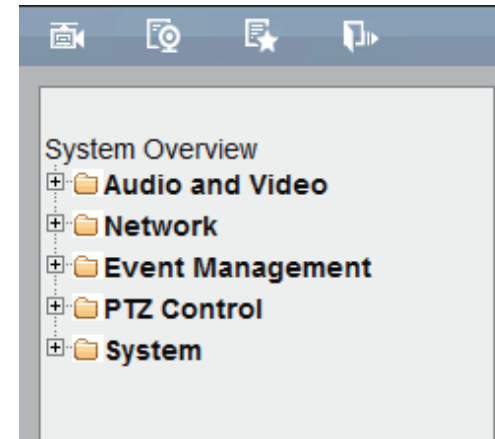 System Overview
Audio and Video
Network
Event Management
PTZ Control
System